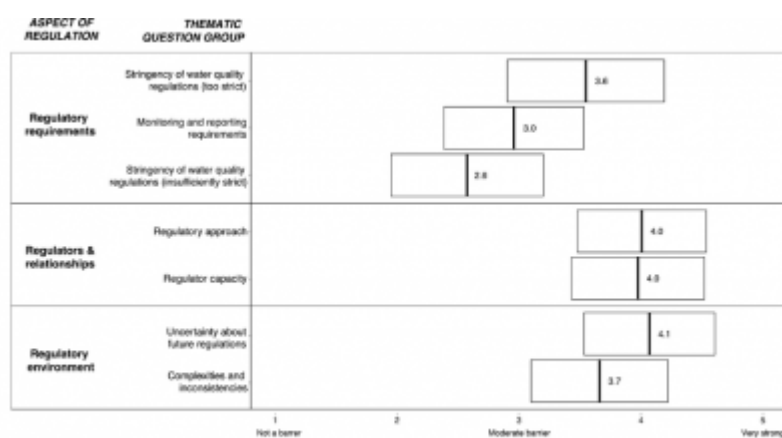 ASPECT OF
REGULATION
THEMATIC
QUESTION GROUP
Regulatory
requirements
Stringency of water quality
regulations (too strict)
3.6
Monitoring and reporting
requirements
3.0
Stringency of water quality
regulations (insufficiently strict)
2.6
Regulators &
relationships
Regulatory approach
4.0
Regulator capacity
4.0
Regulatory
environment
Uncertainty about
future regulations
4.1
Complexities and
inconsistencies
3.7
1 2 3 4 5
Not a barrier Moderate barrier Very strong